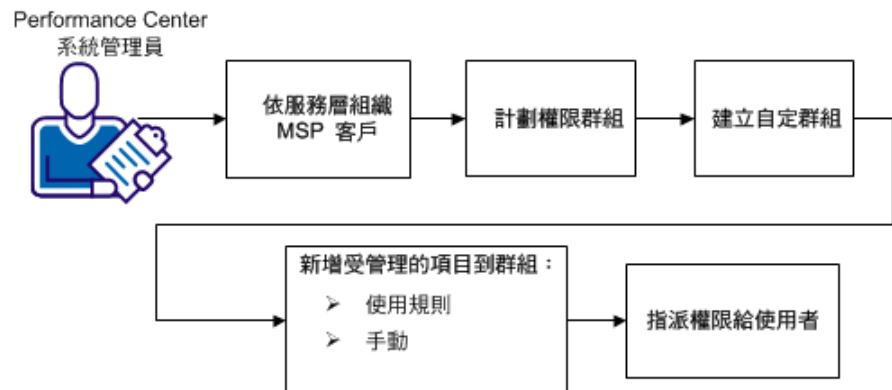 Performance Center
系統管理員
依服務層組織
MSP 客戶
計劃權限群組
建立自定群組
新增受管理的項目到群組：
➢ 使用規則
➢ 手動
指派權限給使用者